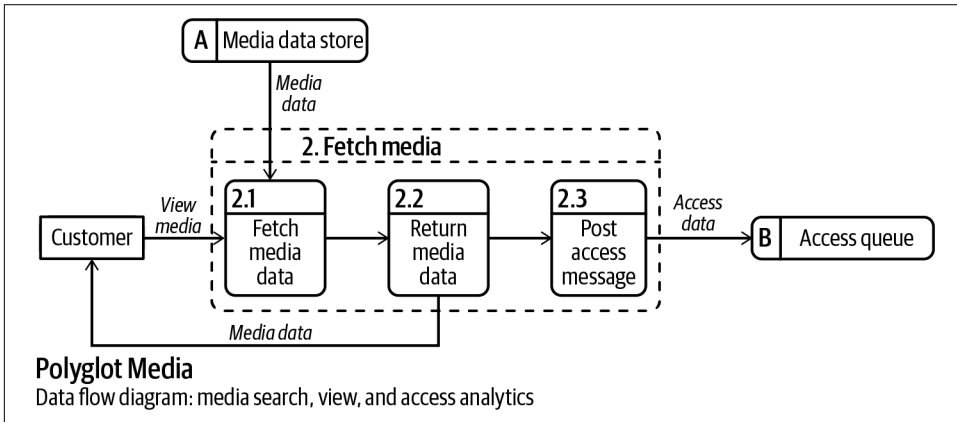 A Media data store
Media
data
2. Fetch media
2.1
Fetch
media
data
2.2
Return
media
data
2.3
Post
access
message
View
media
Customer
Access
data
B Access queue
Media data
Polyglot Media
Data flow diagram: media search, view, and access analytics